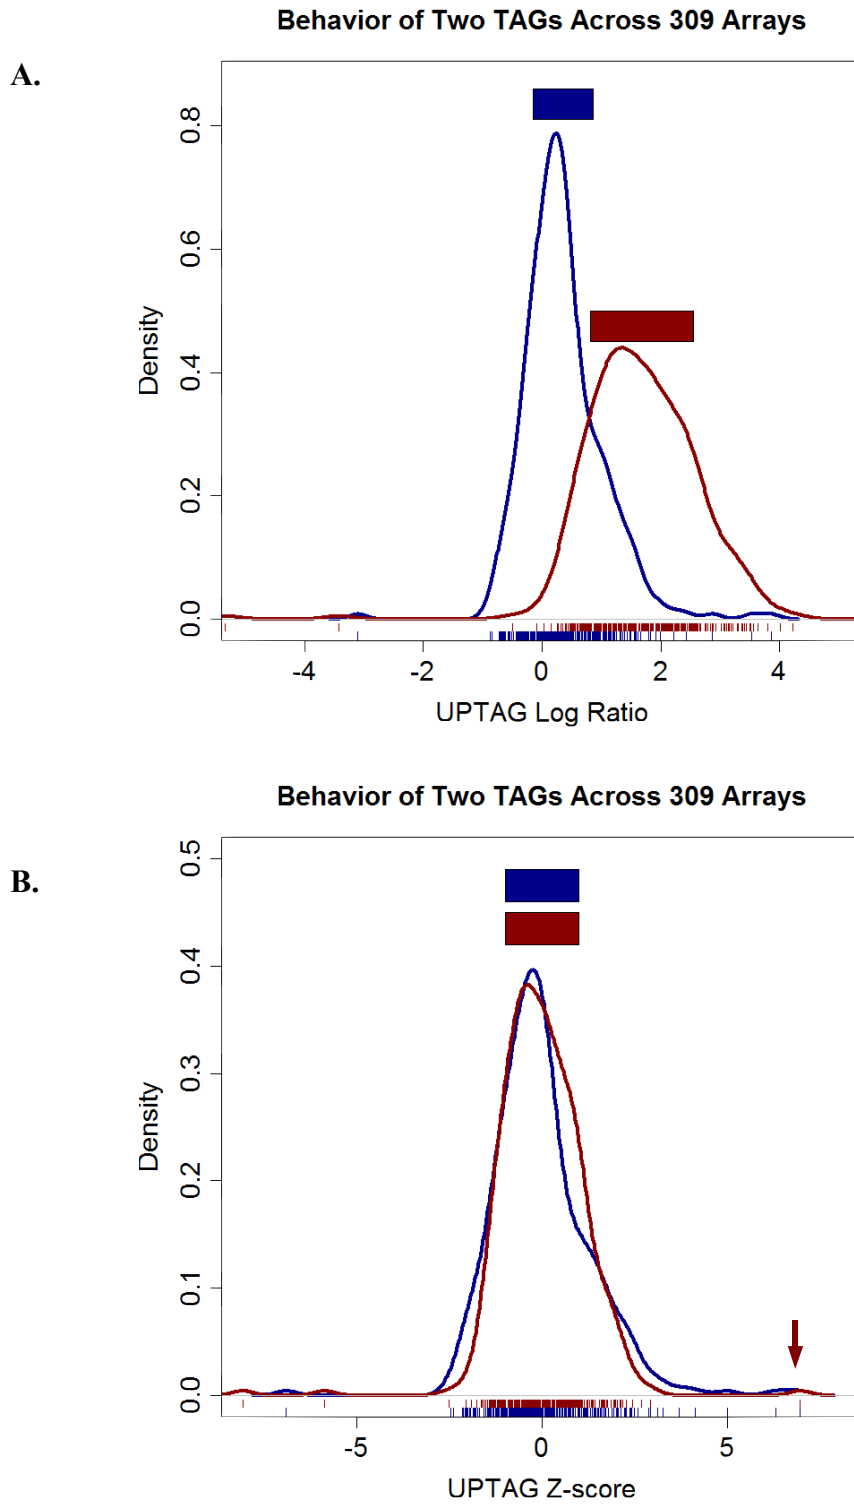 Behavior of Two TAGs Across 309 Arrays
A.
0.8
0.6
0.4
0.2
0.0
Density
-4 -2 0 2 4
UPTAG Log Ratio
Behavior of Two TAGs Across 309 Arrays
B.
0.5
0.4
0.3
0.2
0.1
0.0
Density
-5 0 5
UPTAG Z-score